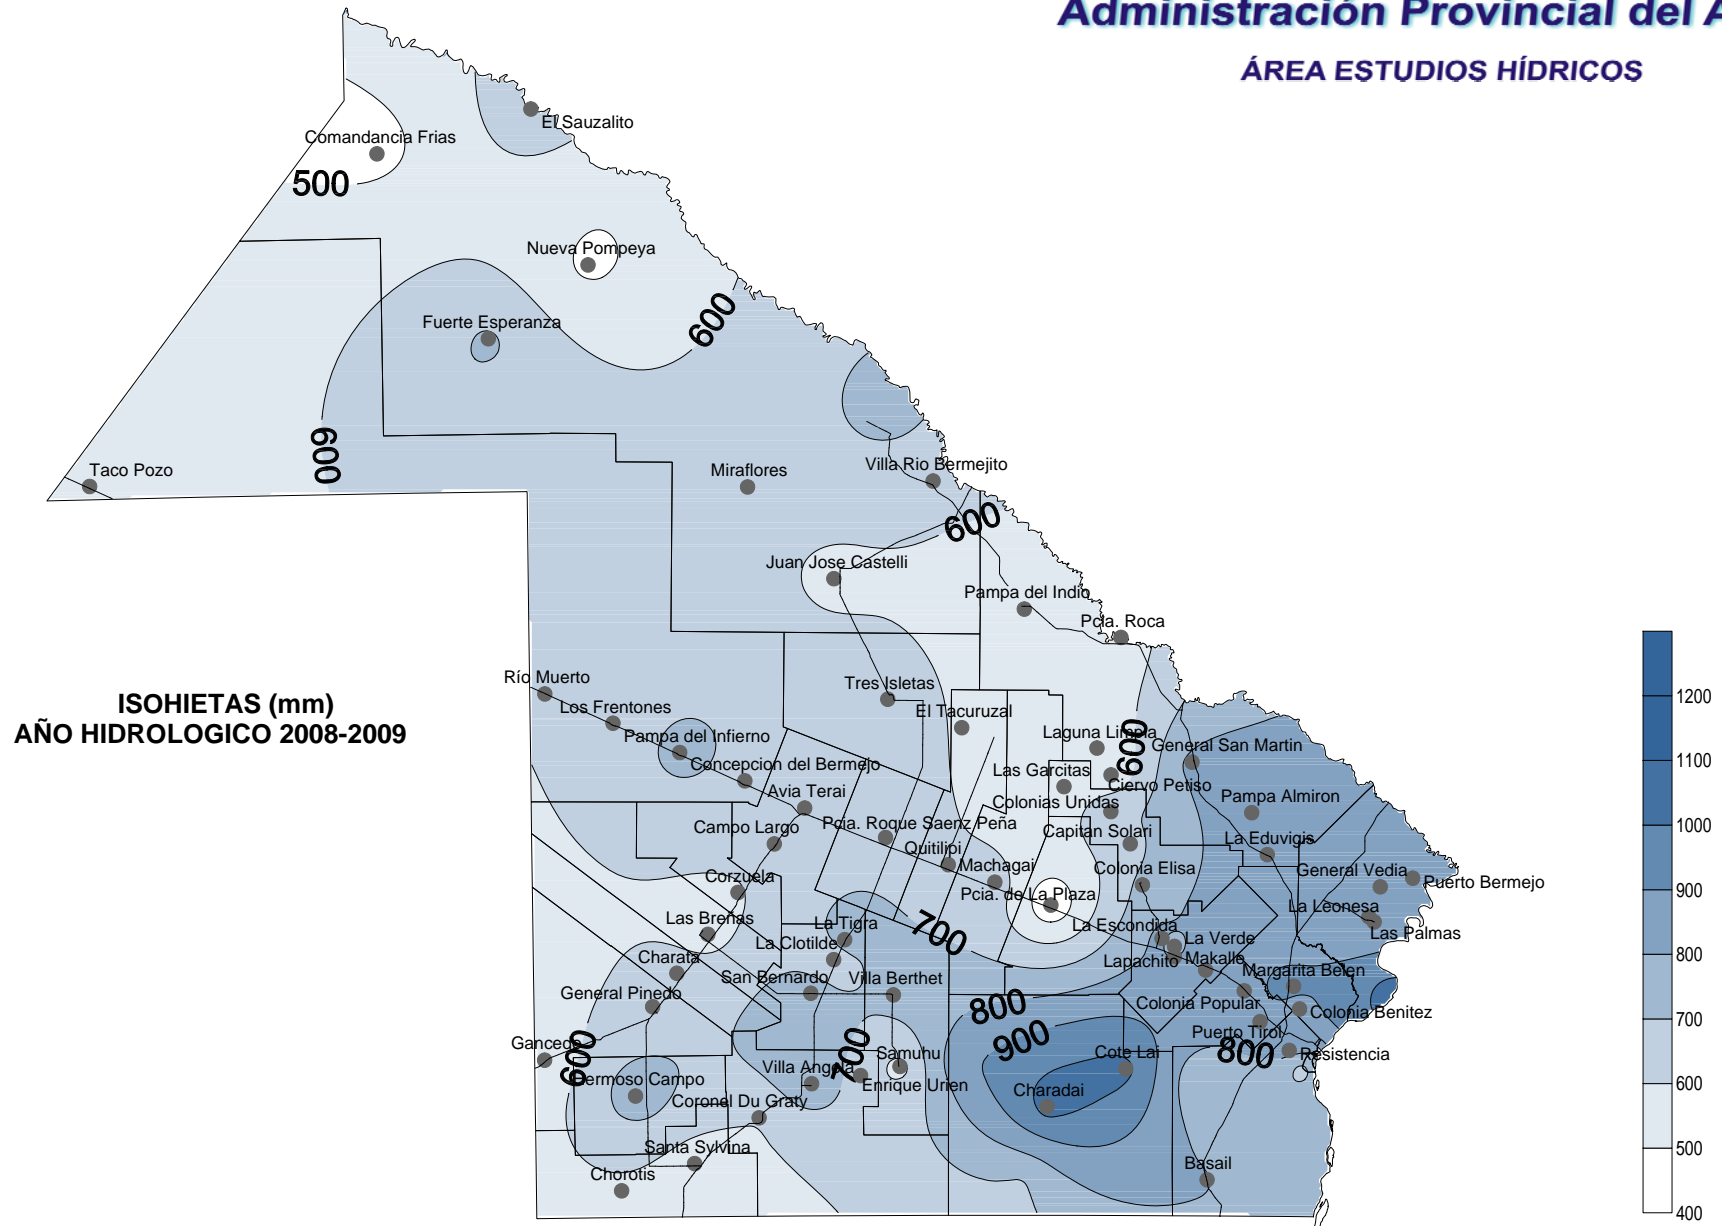 Administración Provincial del A
ÁREA ESTUDIOS HÍDRICOS
El Sauzalito
Comandancia Frias
500
Nueva Pompeya
600
Fuerte Esperanza
600
Taco Pozo
Miraflores
Villa Rio Bermejito
600
Juan Jose Castelli
Pampa del Indio
Pcia. Roca
Río Muerto
Tres Isletas
Los Frentones
El Tacuruzal
ISOHIETAS (mm)
AÑO HIDROLOGICO 2008-2009
Pampa del Infierno
Laguna Limpia
600
General San Martin
Concepcion del Bermejo
Las Garcitas
Ciervo Petiso
Avia Terai
Colonias Unidas
Pampa Almiron
Campo Largo
Pcia. Roque Saenz Peña
Capitan Solari
La Eduvigis
Quitilipi
Machagai
Colonia Elisa
General Vedia
Puerto Bermejo
Corzuela
Pcia. de La Plaza
La Leonesa
Las Breñas
La Tigra
700
La Escondida
La Verde
Las Palmas
La Clotilde
Charata
Lapachito
Makalle
Margarita Belen
San Bernardo
Villa Berthet
General Pinedo
800
Colonia Popular
Colonia Benitez
900
Puerto Tirol
Gancedo
600
700
Samuhu
Cote Lai
800
Resistencia
Hermoso Campo
Villa Angela
Enrique Urien
Charadai
Coronel Du Graty
Santa Sylvina
Chorotis
Basail
1200
1100
1000
900
800
700
600
500
400